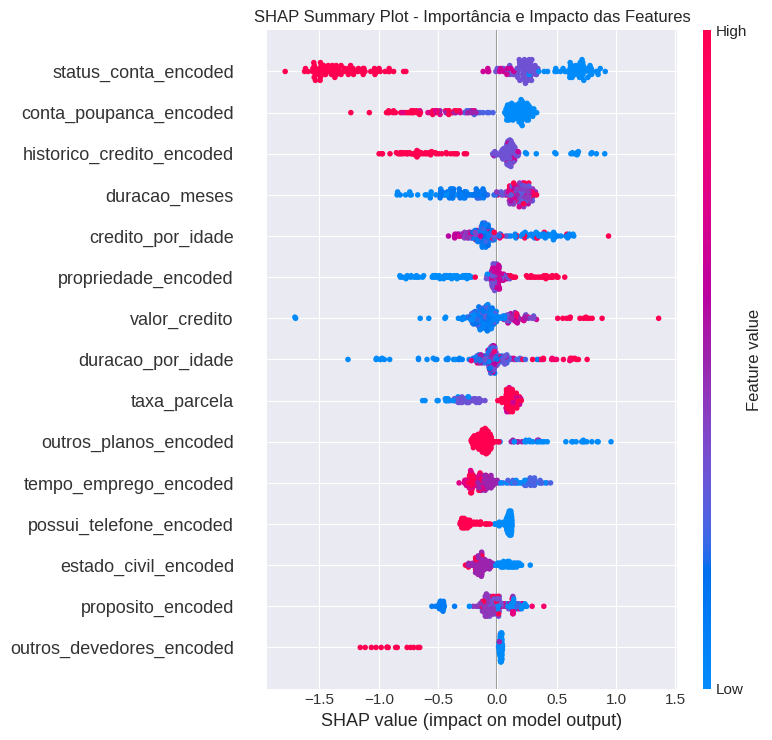 SHAP Summary Plot - Importância e Impacto das Features
High
status_conta_encoded
conta_poupanca_encoded
historico_credito_encoded
duracao_meses
credito_por_idade
propriedade_encoded
valor_credito
duracao_por_idade
taxa_parcela
outros_planos_encoded
tempo_emprego_encoded
possui_telefone_encoded
estado_civil_encoded
proposito_encoded
outros_devedores_encoded
Feature value
Low
−1.5 −1.0 −0.5 0.0 0.5 1.0 1.5
SHAP value (impact on model output)